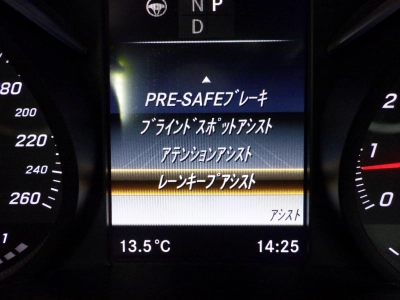 N P
D
PRE-SAFEブレーキ
ブラインドスポットアシスト
アテンションアシスト
レーンキープアシスト
アシスト
13.5°C 14:25
80
200
220
240
260
2
1
0